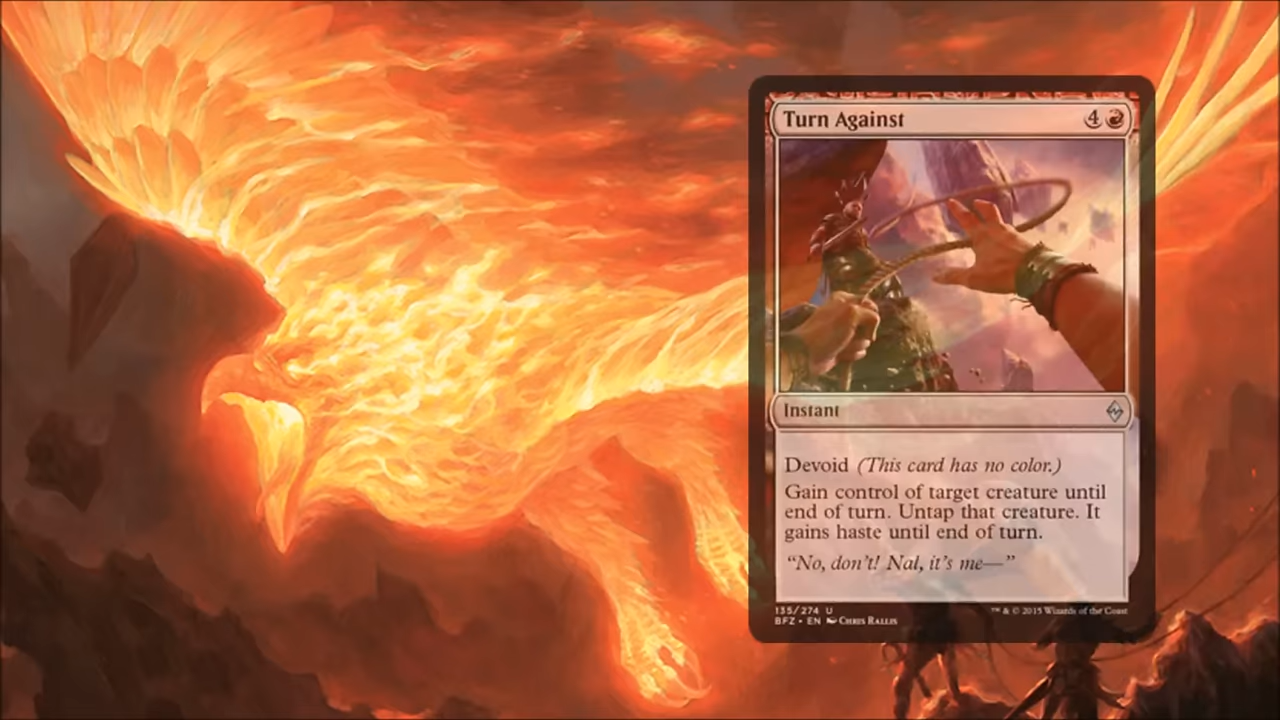 Turn Against 4
Instant
Devoid (This card has no color.)
Gain control of target creature until
end of turn. Untap that creature. It
gains haste until end of turn.
“No, don’t! Nal, it’s me—”
135/274 U
BFZ • EN Chris Rallis
™ & © 2015 Wizards of the Coast